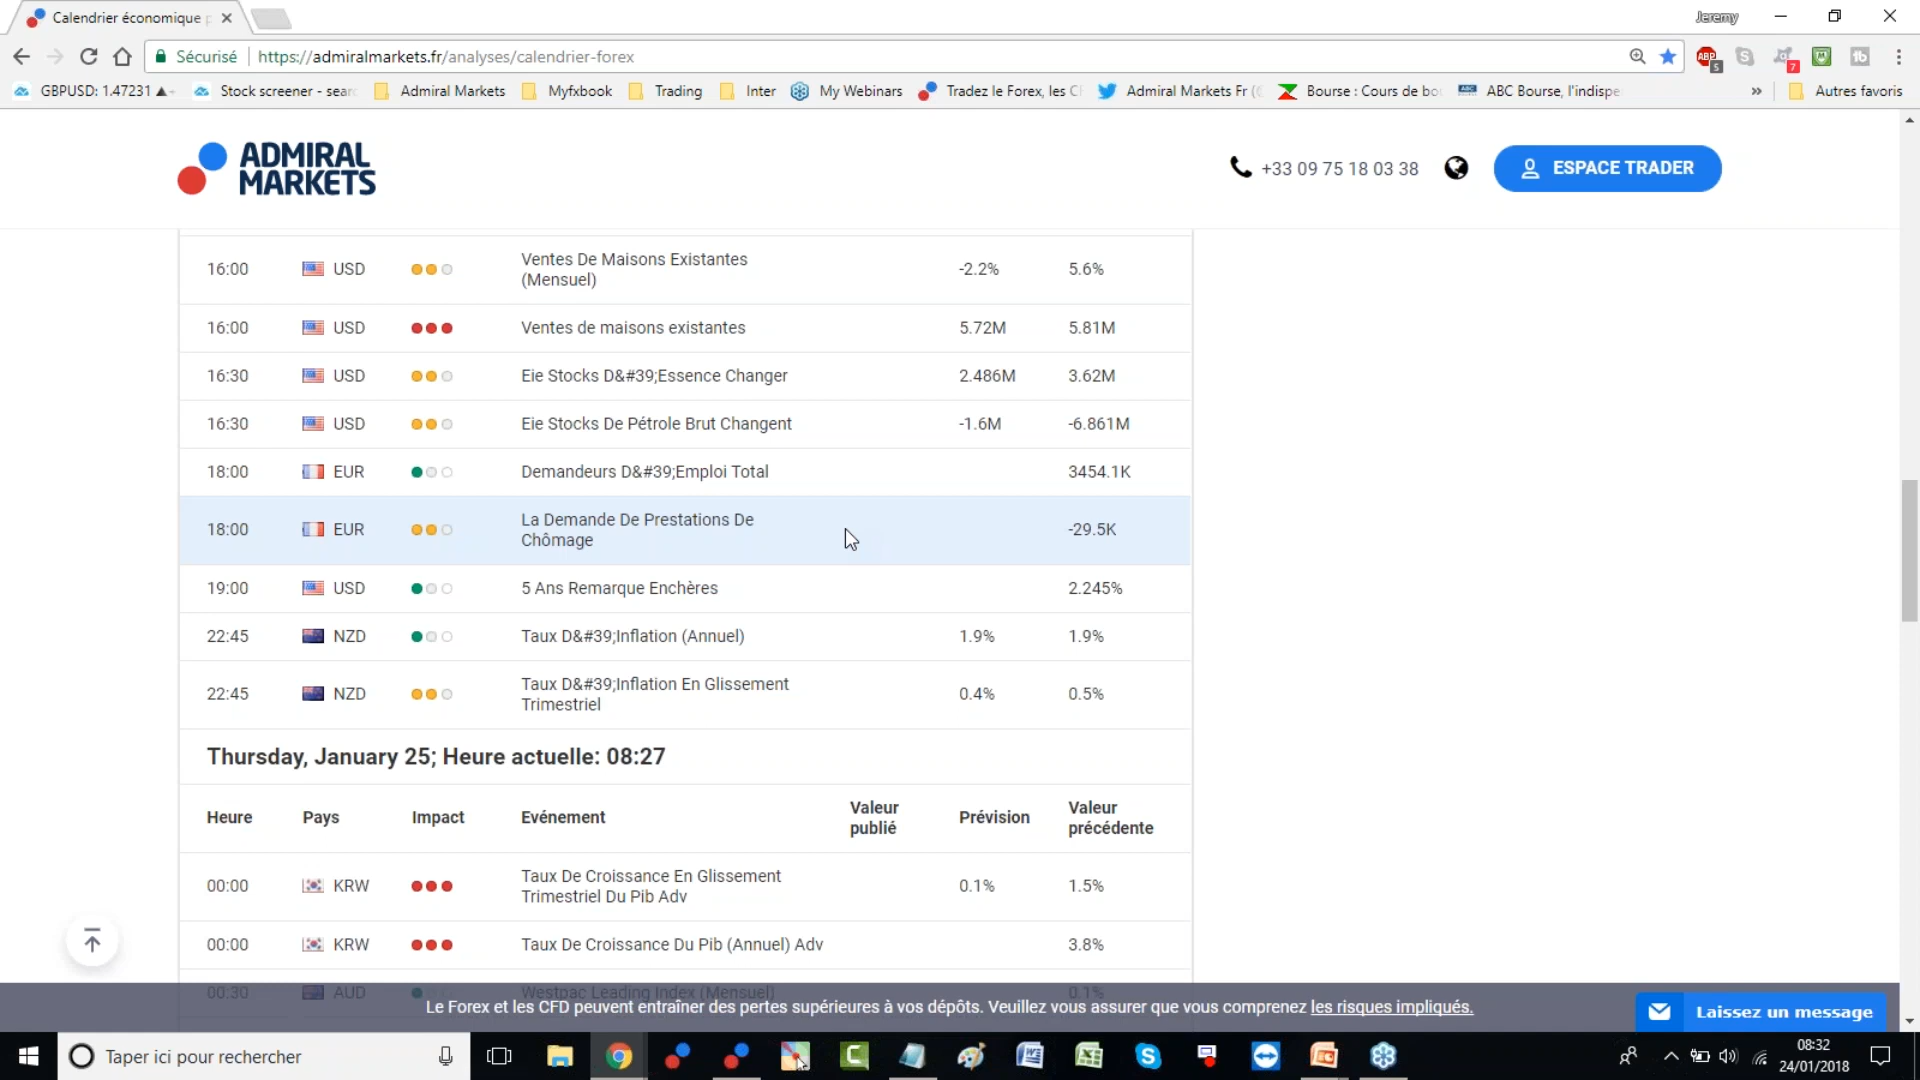 Calendrier économique p
Jeremy
Sécurisé
https://admiralmarkets.fr/analyses/calendrier-forex
ABP
5
7
GBPUSD: 1.47231 ▲
Stock screener - sear
Admiral Markets
Myfxbook
Trading
Inter
My Webinars
Tradez le Forex, les C
Admiral Markets Fr (
Bourse : Cours de bo
ABC Bourse, l'indispe
»
Autres favoris
ADMIRAL
MARKETS
+33 09 75 18 03 38
ESPACE TRADER
16:00 USD Ventes De Maisons Existantes (Mensuel) -2.2% 5.6%
16:00 USD Ventes de maisons existantes 5.72M 5.81M
16:30 USD Eie Stocks D&#39;Essence Changer 2.486M 3.62M
16:30 USD Eie Stocks De Pétrole Brut Changent -1.6M -6.861M
18:00 EUR Demandeurs D&#39;Emploi Total 3454.1K
18:00 EUR La Demande De Prestations De Chômage -29.5K
19:00 USD 5 Ans Remarque Enchères 2.245%
22:45 NZD Taux D&#39;Inflation (Annuel) 1.9% 1.9%
22:45 NZD Taux D&#39;Inflation En Glissement Trimestriel 0.4% 0.5%
Thursday, January 25; Heure actuelle: 08:27
Heure Pays Impact Evénement Valeur publié Prévision Valeur précédente
00:00 KRW Taux De Croissance En Glissement Trimestriel Du Pib Adv 0.1% 1.5%
00:00 KRW Taux De Croissance Du Pib (Annuel) Adv 3.8%
00:30 AUD Westpac Leading Index (Mensuel) 0.1%
Le Forex et les CFD peuvent entraîner des pertes supérieures à vos dépôts. Veuillez vous assurer que vous comprenez les risques impliqués.
Laissez un message
Taper ici pour rechercher
08:32
24/01/2018